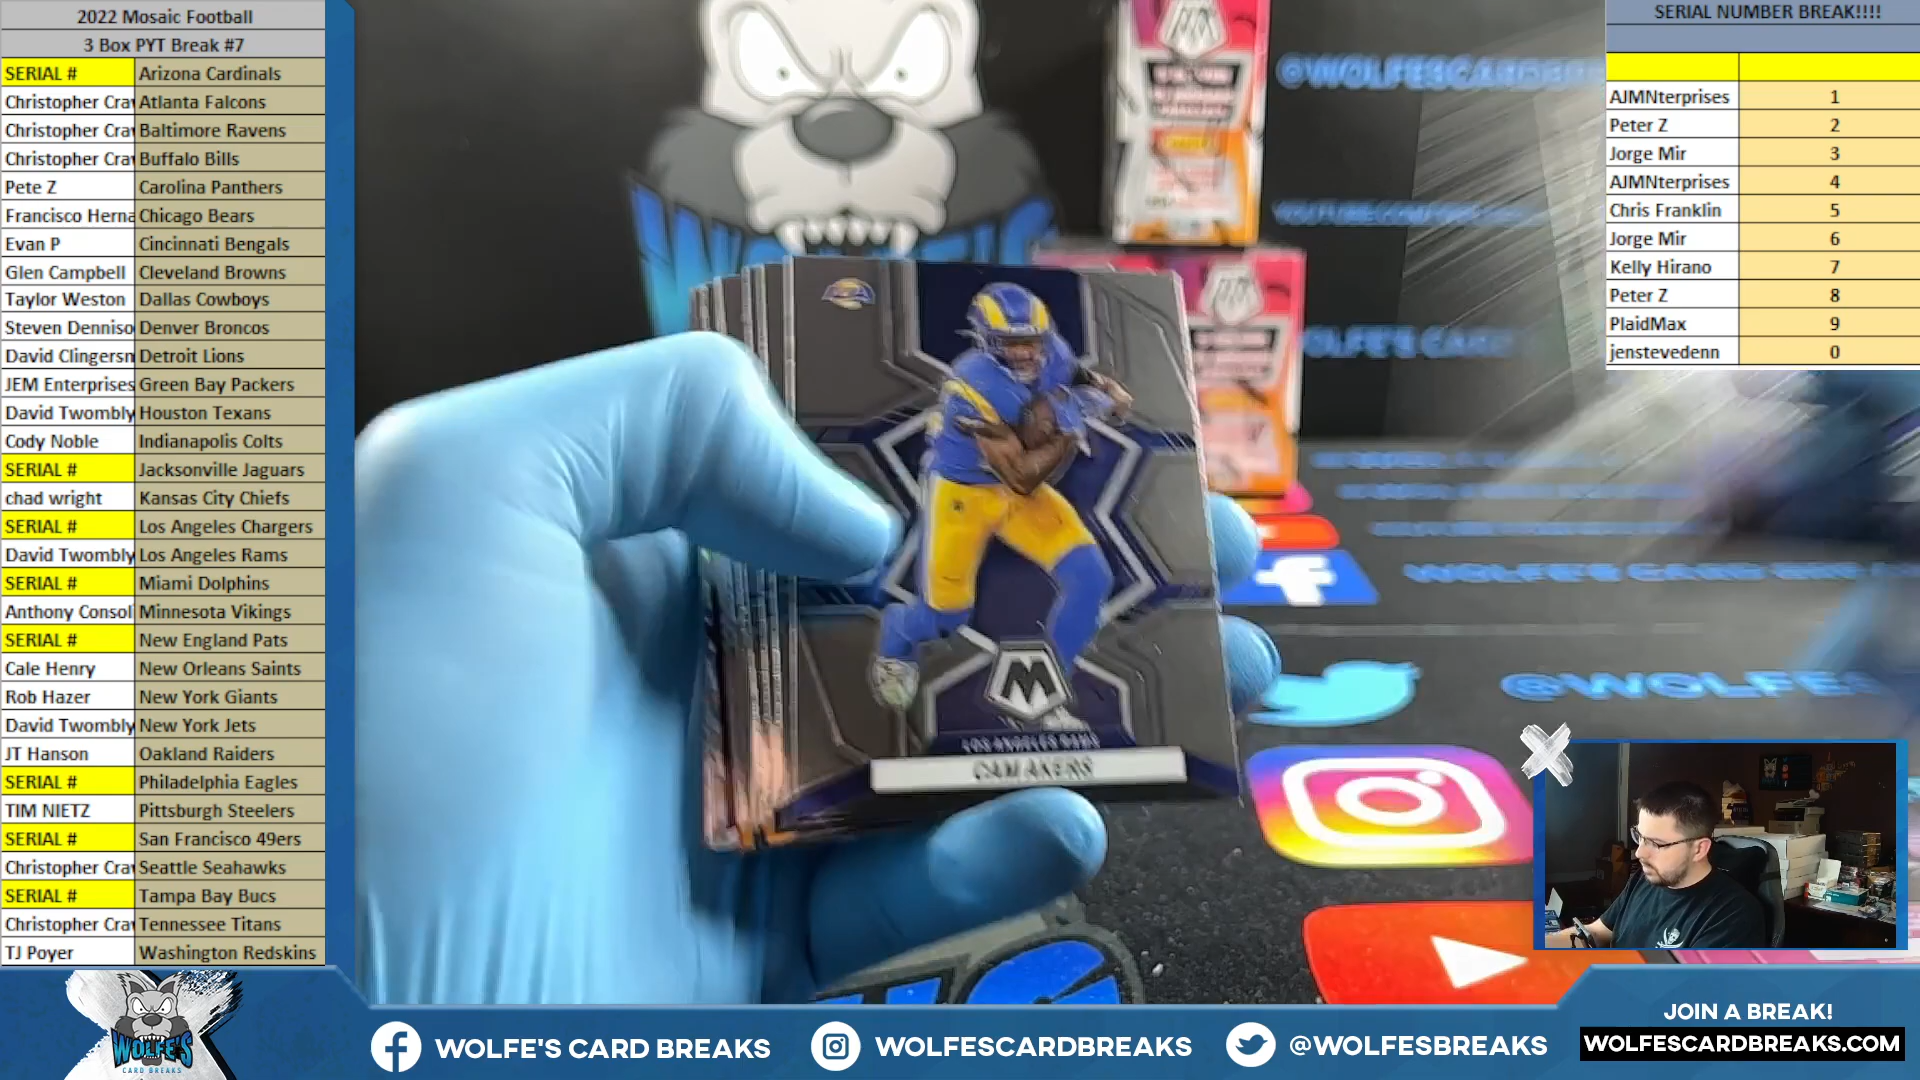 2022 Mosaic Football
3 Box PYT Break #7
SERIAL # Arizona Cardinals
Christopher Cra Atlanta Falcons
Christopher Cra Baltimore Ravens
Christopher Cra Buffalo Bills
Pete Z Carolina Panthers
Francisco Herna Chicago Bears
Evan P Cincinnati Bengals
Glen Campbell Cleveland Browns
Taylor Weston Dallas Cowboys
Steven Denniso Denver Broncos
David Clingersn Detroit Lions
JEM Enterprises Green Bay Packers
David Twombly Houston Texans
Cody Noble Indianapolis Colts
SERIAL # Jacksonville Jaguars
chad wright Kansas City Chiefs
SERIAL # Los Angeles Chargers
David Twombly Los Angeles Rams
SERIAL # Miami Dolphins
Anthony Consol Minnesota Vikings
SERIAL # New England Pats
Cale Henry New Orleans Saints
Rob Hazer New York Giants
David Twombly New York Jets
JT Hanson Oakland Raiders
SERIAL # Philadelphia Eagles
TIM NIETZ Pittsburgh Steelers
SERIAL # San Francisco 49ers
Christopher Cra Seattle Seahawks
SERIAL # Tampa Bay Bucs
Christopher Cra Tennessee Titans
TJ Poyer Washington Redskins
SERIAL NUMBER BREAK!!!!
AJMNterprises 1
Peter Z 2
Jorge Mir 3
AJMNterprises 4
Chris Franklin 5
Jorge Mir 6
Kelly Hirano 7
Peter Z 8
PlaidMax 9
jenstevedenn 0
LOS ANGELES RAMS
CAM AKERS
@WOLFES
WOLFE'S
CARD BREAKS
WOLFE'S CARD BREAKS
WOLFESCARDBREAKS
@WOLFESBREAKS
JOIN A BREAK!
WOLFESCARDBREAKS.COM